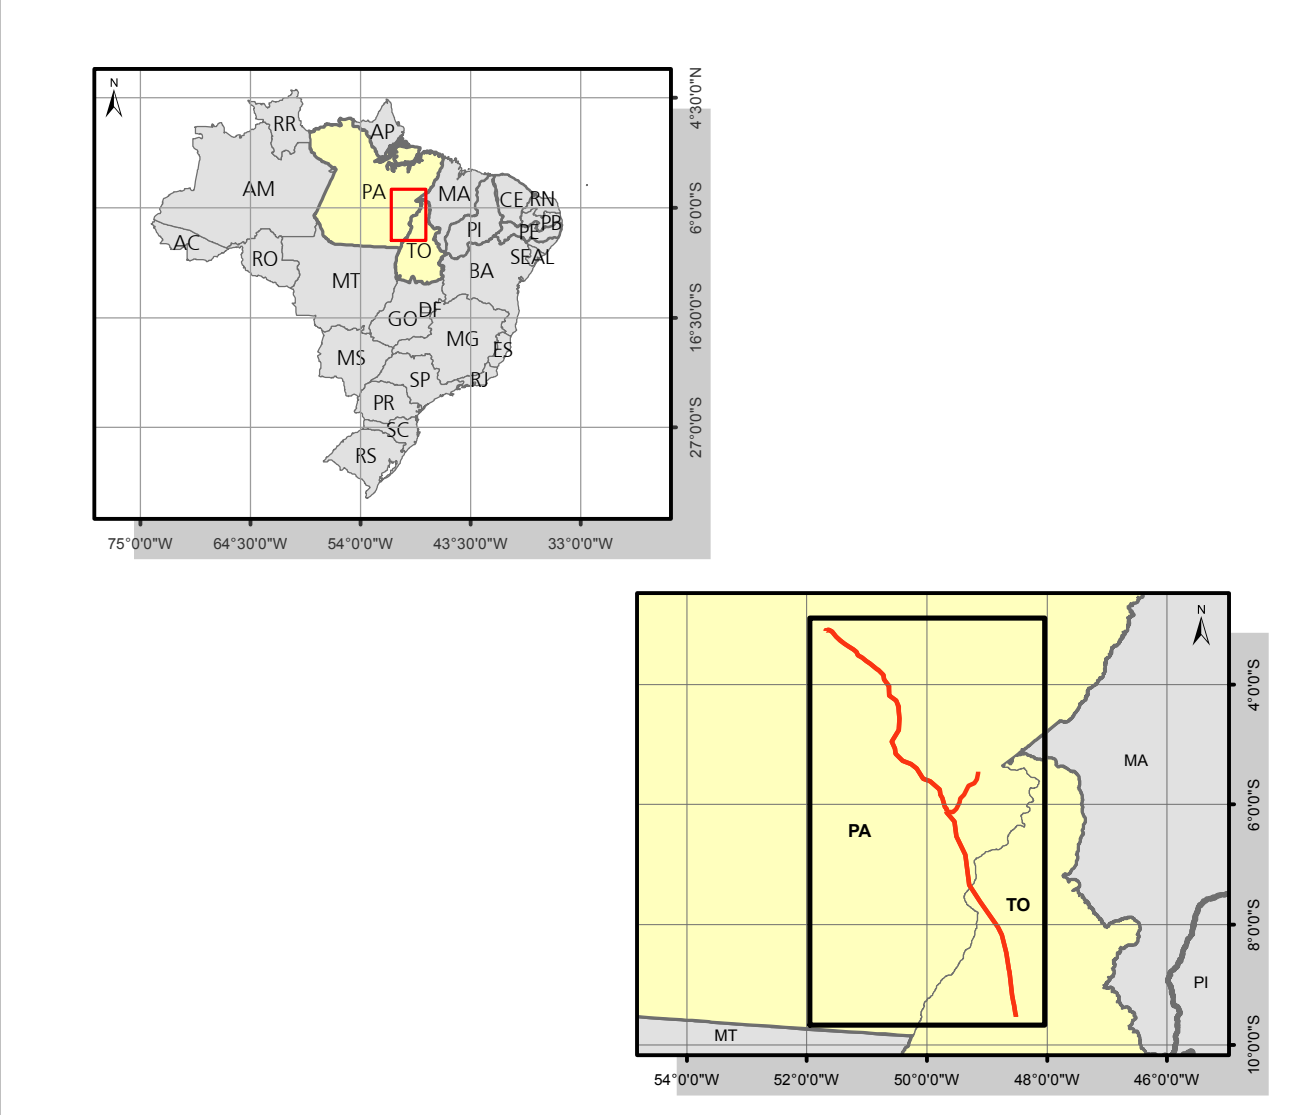 N
RR
AP
4°30'0"N
AM
PA
MA
CE
RN
6°0'0"S
PI
PE
PB
AC
RO
TO
SEAL
MT
BA
DF
GO
16°30'0"S
MG
MS
ES
SP
RJ
PR
SC
27°0'0"S
RS
75°0'0"W 64°30'0"W 54°0'0"W 43°30'0"W 33°0'0"W
N
4°0'0"S
MA
6°0'0"S
PA
TO
8°0'0"S
PI
MT
10°0'0"S
54°0'0"W 52°0'0"W 50°0'0"W 48°0'0"W 46°0'0"W